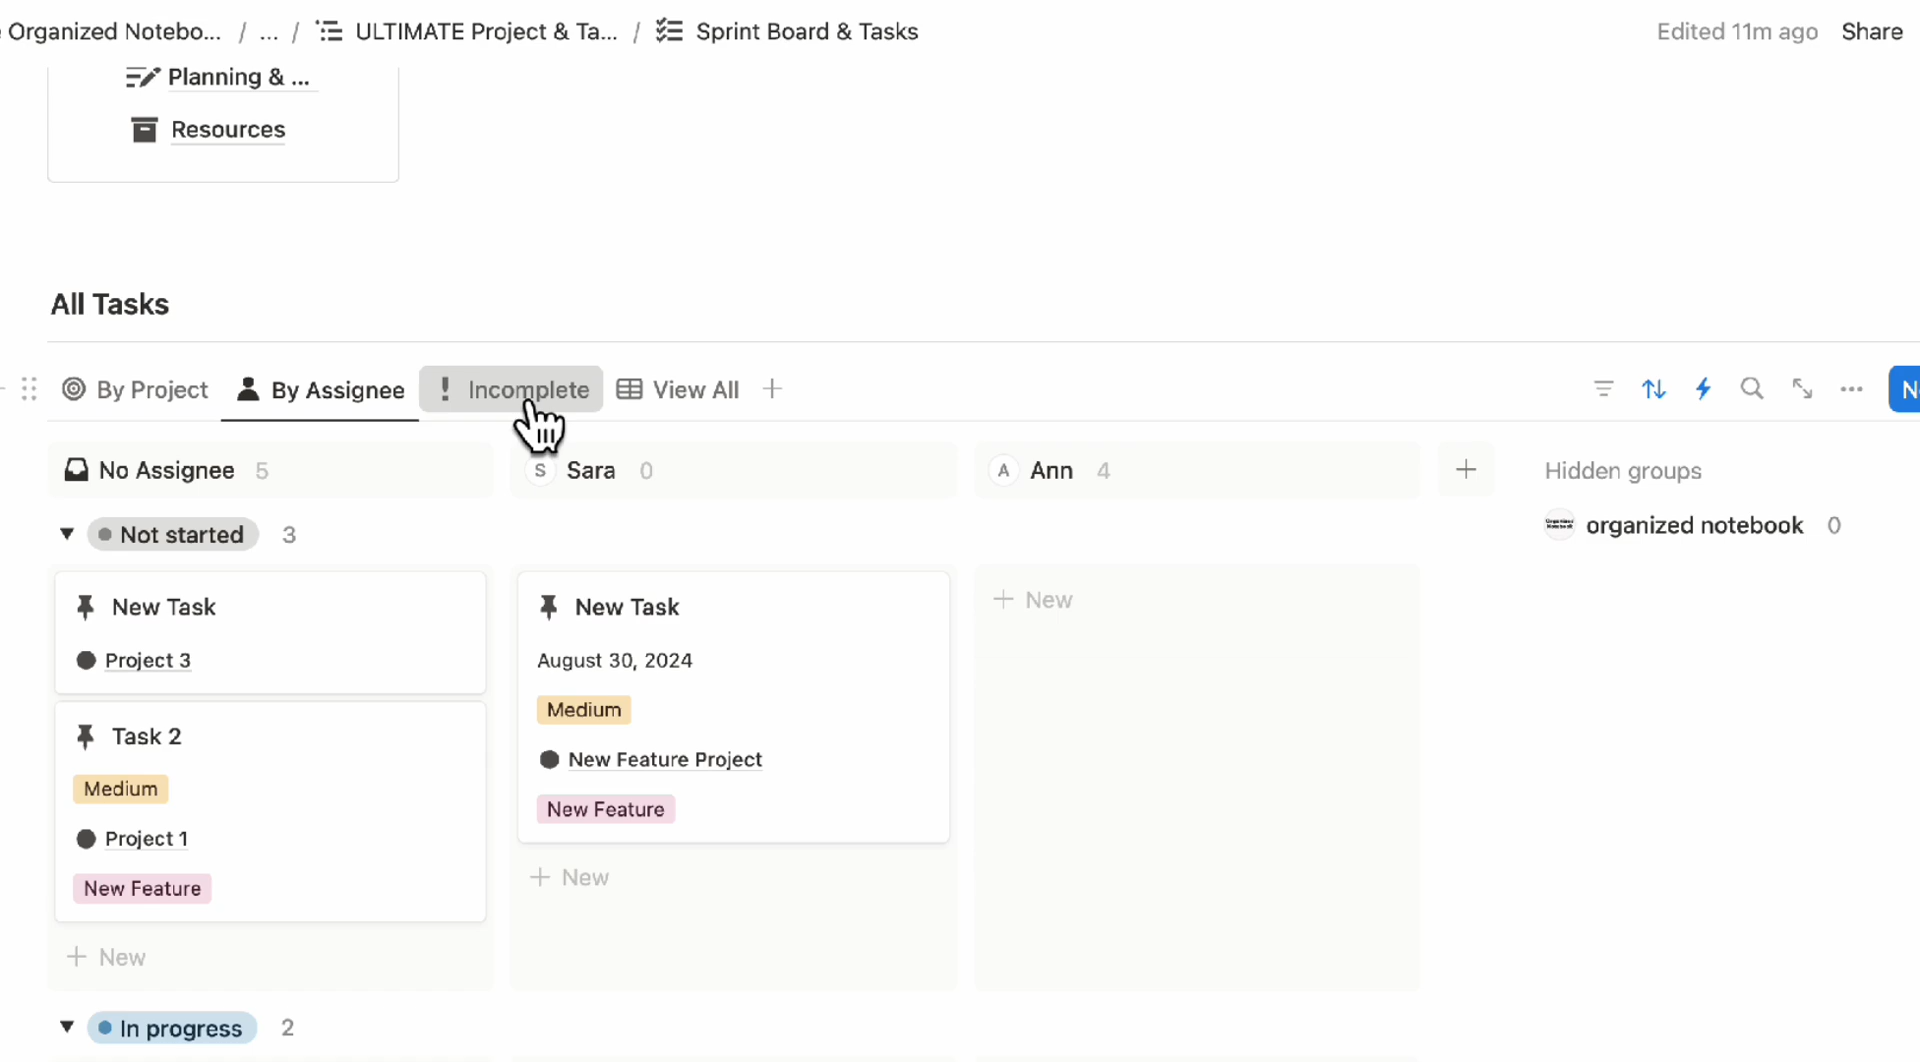 Organized Notebo... / ... / ULTIMATE Project & Ta... / Sprint Board & Tasks
Edited 11m ago Share
Planning & ...
Resources
All Tasks
By Project By Assignee Incomplete View All
No Assignee 5
S Sara 0
A Ann 4
Hidden groups
organized notebook 0
Not started 3
New Task
Project 3
Task 2
Medium
Project 1
New Feature
+ New
New Task
August 30, 2024
Medium
New Feature Project
New Feature
+ New
+ New
In progress 2